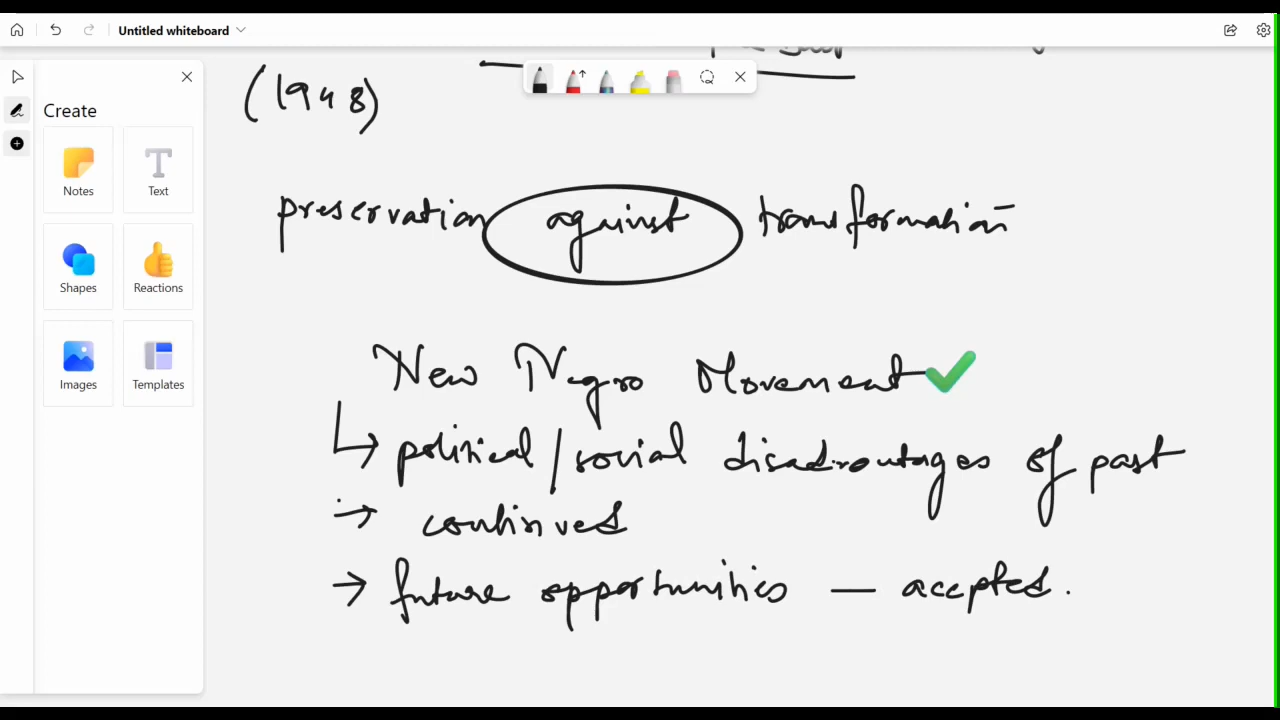 Untitled whiteboard
Create
Notes
Text
Shapes
Reactions
Images
Templates
(1948)
preservation against transformation
New Negro Movement
political/social disadvantages of past
continued
future opportunities — accepted.